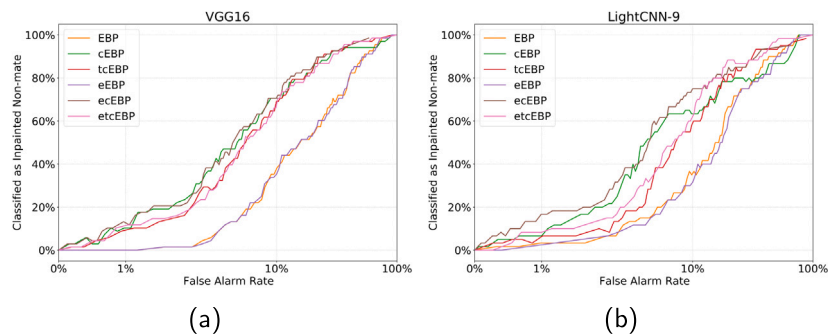 VGG16
Classified as Inpainted Non-mate
100%
80%
60%
40%
20%
0%
EBP
cEBP
tcEBP
eEBP
ecEBP
etcEBP
0%
1%
10%
100%
False Alarm Rate
(a)
LightCNN-9
Classified as Inpainted Non-mate
100%
80%
60%
40%
20%
0%
EBP
cEBP
tcEBP
eEBP
ecEBP
etcEBP
0%
1%
10%
100%
False Alarm Rate
(b)